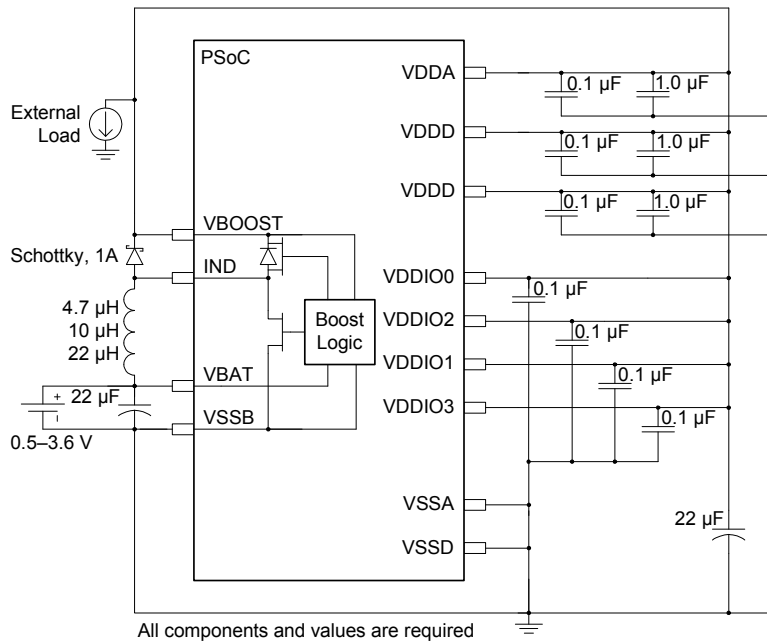 PSoC
VDDA
0.1 µF
1.0 µF
External
Load
VDDD
0.1 µF
1.0 µF
VDDD
0.1 µF
1.0 µF
VBOOST
Schottky, 1A
IND
VDDIO0
0.1 µF
4.7 µH
10 µH
22 µH
Boost
Logic
VDDIO2
0.1 µF
VDDIO1
0.1 µF
VBAT
22 µF
VDDIO3
0.1 µF
+
–
VSSB
0.5–3.6 V
VSSA
22 µF
VSSD
All components and values are required